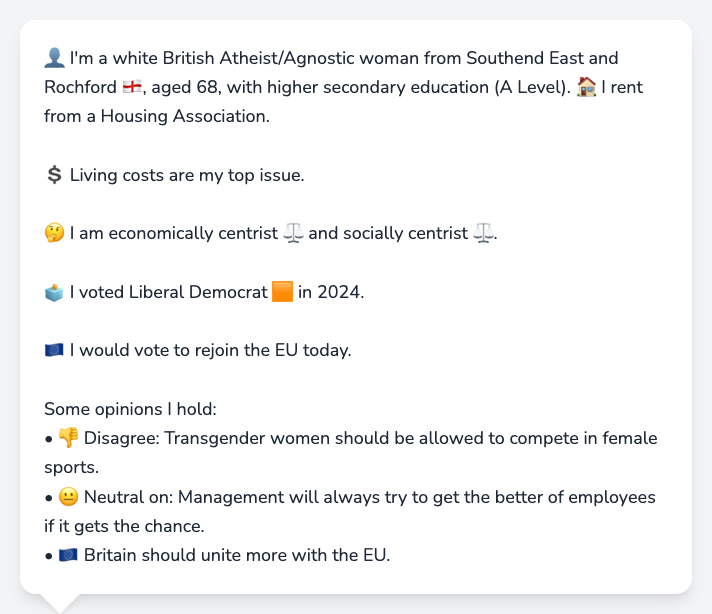 👤 I'm a white British Atheist/Agnostic woman from Southend East and
Rochford 🏴󠁧󠁢󠁥󠁮󠁧󠁿, aged 68, with higher secondary education (A Level). 🏠 I rent
from a Housing Association.
💲 Living costs are my top issue.
🤔 I am economically centrist ⚖️ and socially centrist ⚖️.
🗳️ I voted Liberal Democrat 🟧 in 2024.
🇪🇺 I would vote to rejoin the EU today.
Some opinions I hold:
• 👎 Disagree: Transgender women should be allowed to compete in female
sports.
• 😐 Neutral on: Management will always try to get the better of employees
if it gets the chance.
• 🇪🇺 Britain should unite more with the EU.